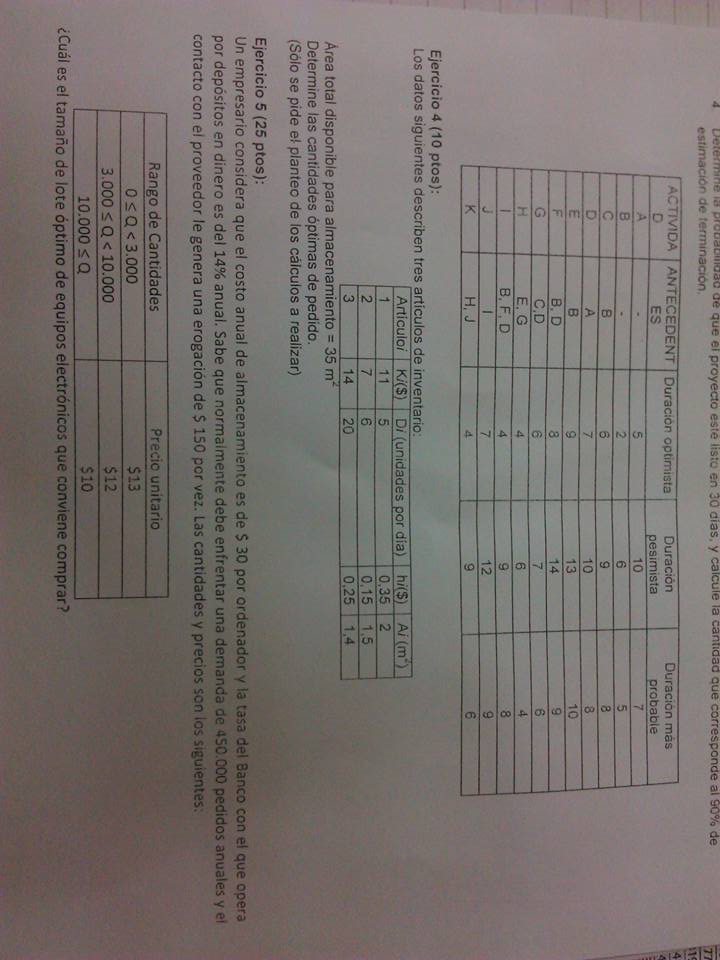 4 Determine la probabilidad de que el proyecto esté listo en 30 días, y calcule la cantidad que corresponde al 90% de
estimación de terminación.
ACTIVIDAD ANTECEDENTES Duración optimista Duración pesimista Duración más probable
A - 5 10 7
B - 2 6 5
C B 6 9 8
D A 7 10 8
E B 9 13 10
F B, D 8 14 9
G C,D 6 7 6
H E, G 4 6 4
I B, F, D 4 9 8
J I 7 12 9
K H, J 4 9 6
Ejercicio 4 (10 ptos):
Los datos siguientes describen tres artículos de inventario:
Artículoi Ki($) Di (unidades por día) hi($) Ai (m²)
1 11 5 0,35 2
2 7 6 0,15 1,5
3 14 20 0,25 1,4
Área total disponible para almacenamiento = 35 m²
Determine las cantidades óptimas de pedido.
(Sólo se pide el planteo de los cálculos a realizar)
Ejercicio 5 (25 ptos):
Un empresario considera que el costo anual de almacenamiento es de $ 30 por ordenador y la tasa del Banco con el que opera
por depósitos en dinero es del 14% anual. Sabe que normalmente debe enfrentar una demanda de 450.000 pedidos anuales y el
contacto con el proveedor le genera una erogación de $ 150 por vez. Las cantidades y precios son los siguientes:
Rango de Cantidades Precio unitario
0 ≤ Q < 3.000 $13
3.000 ≤ Q < 10.000 $12
10.000 ≤ Q $10
¿Cuál es el tamaño de lote óptimo de equipos electrónicos que conviene comprar?